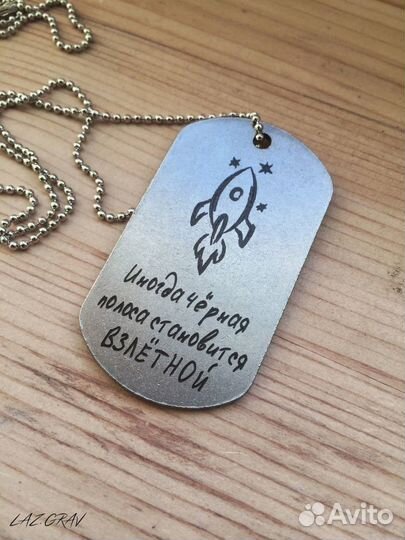 Иногда чёрная
полоса становится
ВЗЛЁТНОЙ
LAZ.GRAV
Avito